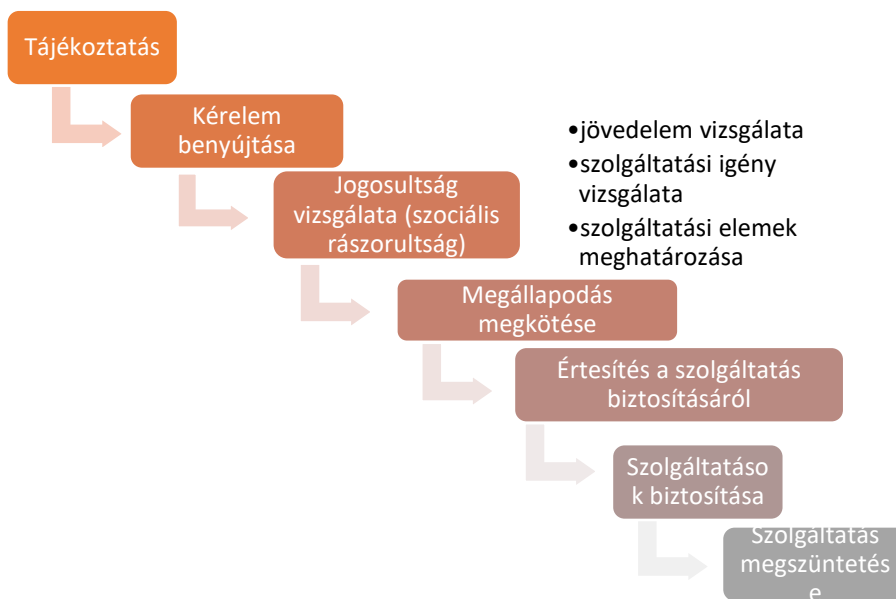 Tájékoztatás
Kérelem
benyújtása
Jogosultság
vizsgálata (szociális
rászorultság)
•jövedelem vizsgálata
•szolgáltatási igény
vizsgálata
•szolgáltatási elemek
meghatározása
Megállapodás
megkötése
Értesítés a szolgáltatás
biztosításáról
Szolgáltatáso
k biztosítása
Szolgáltatás
megszüntetés
e